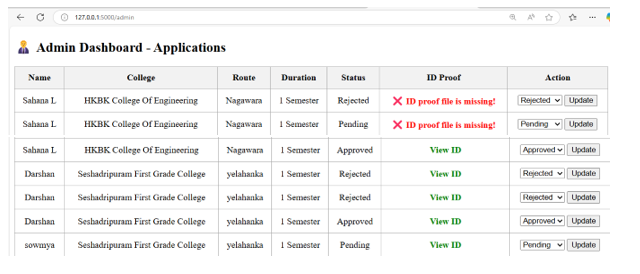 127.0.0.1:5000/admin
Admin Dashboard - Applications
Name College Route Duration Status ID Proof Action
Sahana L HKBK College Of Engineering Nagawara 1 Semester Rejected ID proof file is missing! Rejected Update
Sahana L HKBK College Of Engineering Nagawara 1 Semester Pending ID proof file is missing! Pending Update
Sahana L HKBK College Of Engineering Nagawara 1 Semester Approved View ID Approved Update
Darshan Seshadripuram First Grade College yelahanka 1 Semester Rejected View ID Rejected Update
Darshan Seshadripuram First Grade College yelahanka 1 Semester Rejected View ID Rejected Update
Darshan Seshadripuram First Grade College yelahanka 1 Semester Approved View ID Approved Update
sowmya Seshadripuram First Grade College yelahanka 1 Semester Pending View ID Pending Update